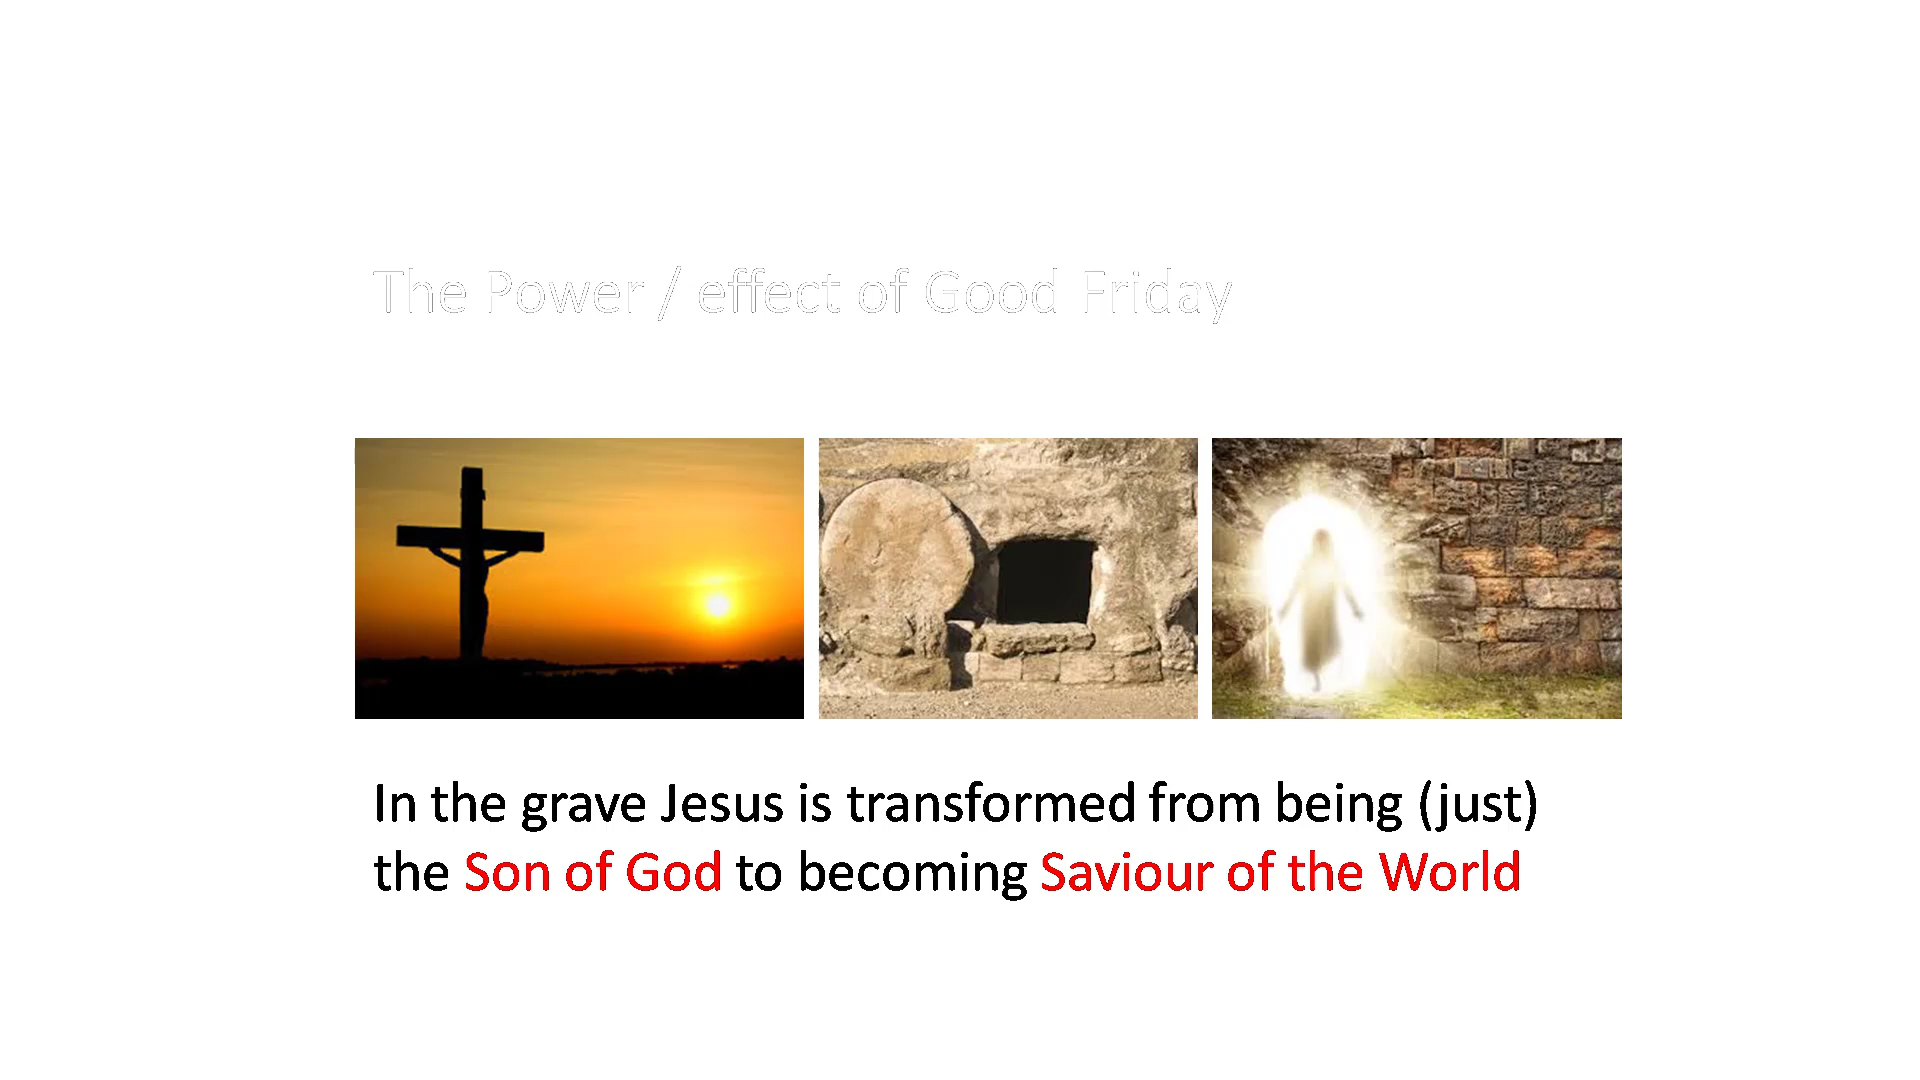 The Power / effect of Good Friday
In the grave Jesus is transformed from being (just)
the Son of God to becoming Saviour of the World